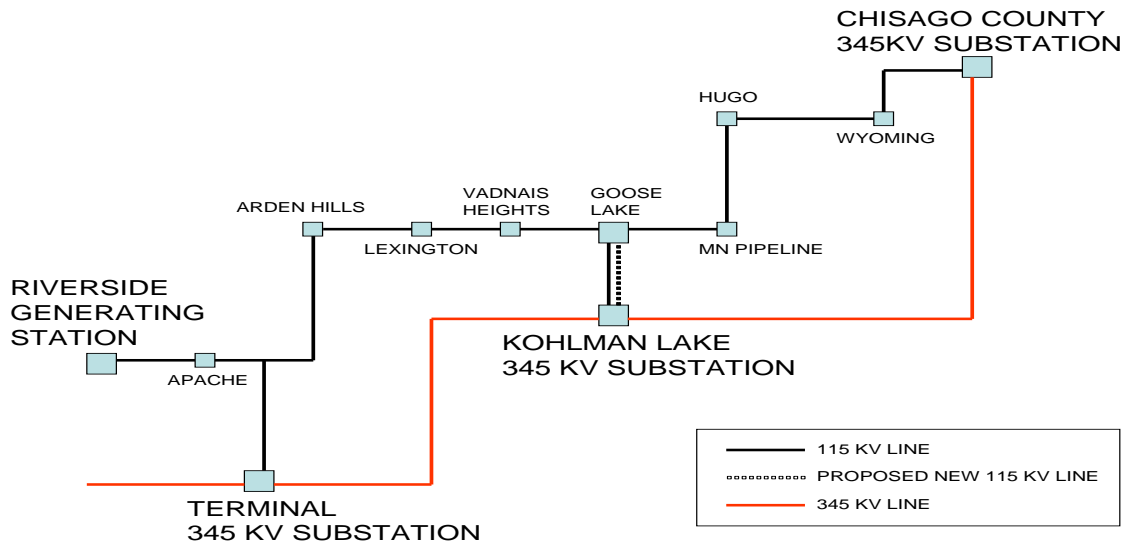 CHISAGO COUNTY
345KV SUBSTATION
HUGO
WYOMING
VADNAIS
HEIGHTS
GOOSE
LAKE
ARDEN HILLS
LEXINGTON
MN PIPELINE
RIVERSIDE
GENERATING
STATION
APACHE
KOHLMAN LAKE
345 KV SUBSTATION
TERMINAL
345 KV SUBSTATION
115 KV LINE
PROPOSED NEW 115 KV LINE
345 KV LINE